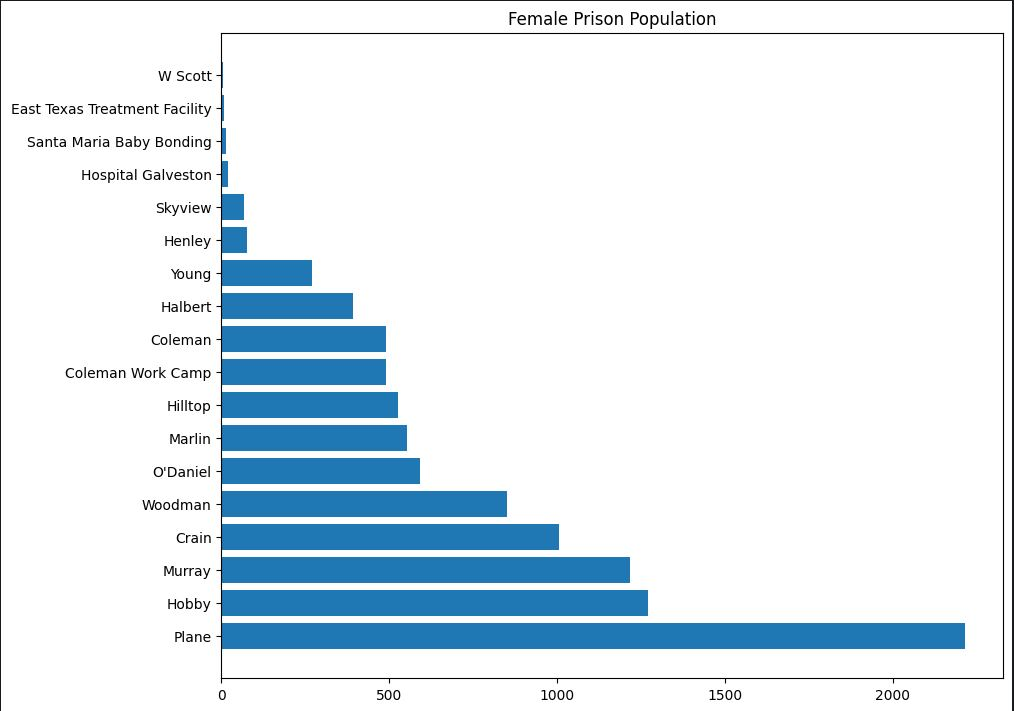 Female Prison Population
W Scott
East Texas Treatment Facility
Santa Maria Baby Bonding
Hospital Galveston
Skyview
Henley
Young
Halbert
Coleman
Coleman Work Camp
Hilltop
Marlin
O'Daniel
Woodman
Crain
Murray
Hobby
Plane
0 500 1000 1500 2000